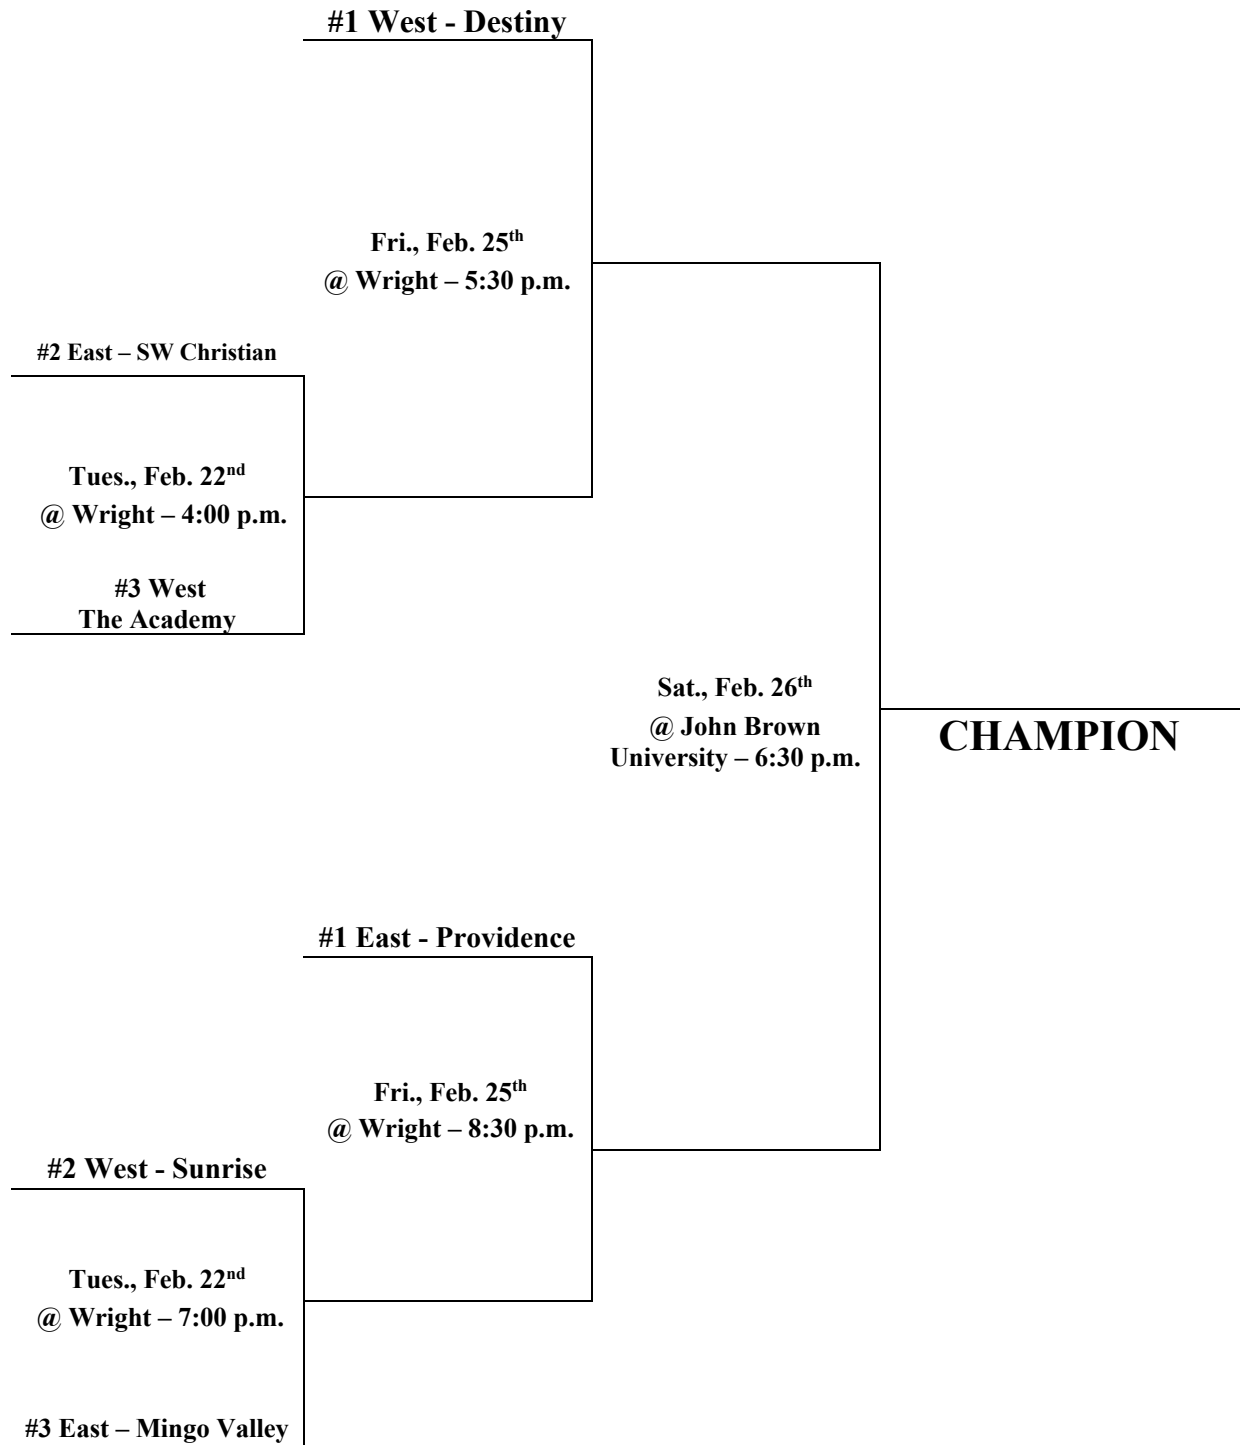 #1 West - Destiny
Fri., Feb. 25th
@ Wright – 5:30 p.m.
#2 East – SW Christian
Tues., Feb. 22nd
@ Wright – 4:00 p.m.
#3 West
The Academy
Sat., Feb. 26th
@ John Brown
University – 6:30 p.m.
CHAMPION
#1 East - Providence
Fri., Feb. 25th
@ Wright – 8:30 p.m.
#2 West - Sunrise
Tues., Feb. 22nd
@ Wright – 7:00 p.m.
#3 East – Mingo Valley